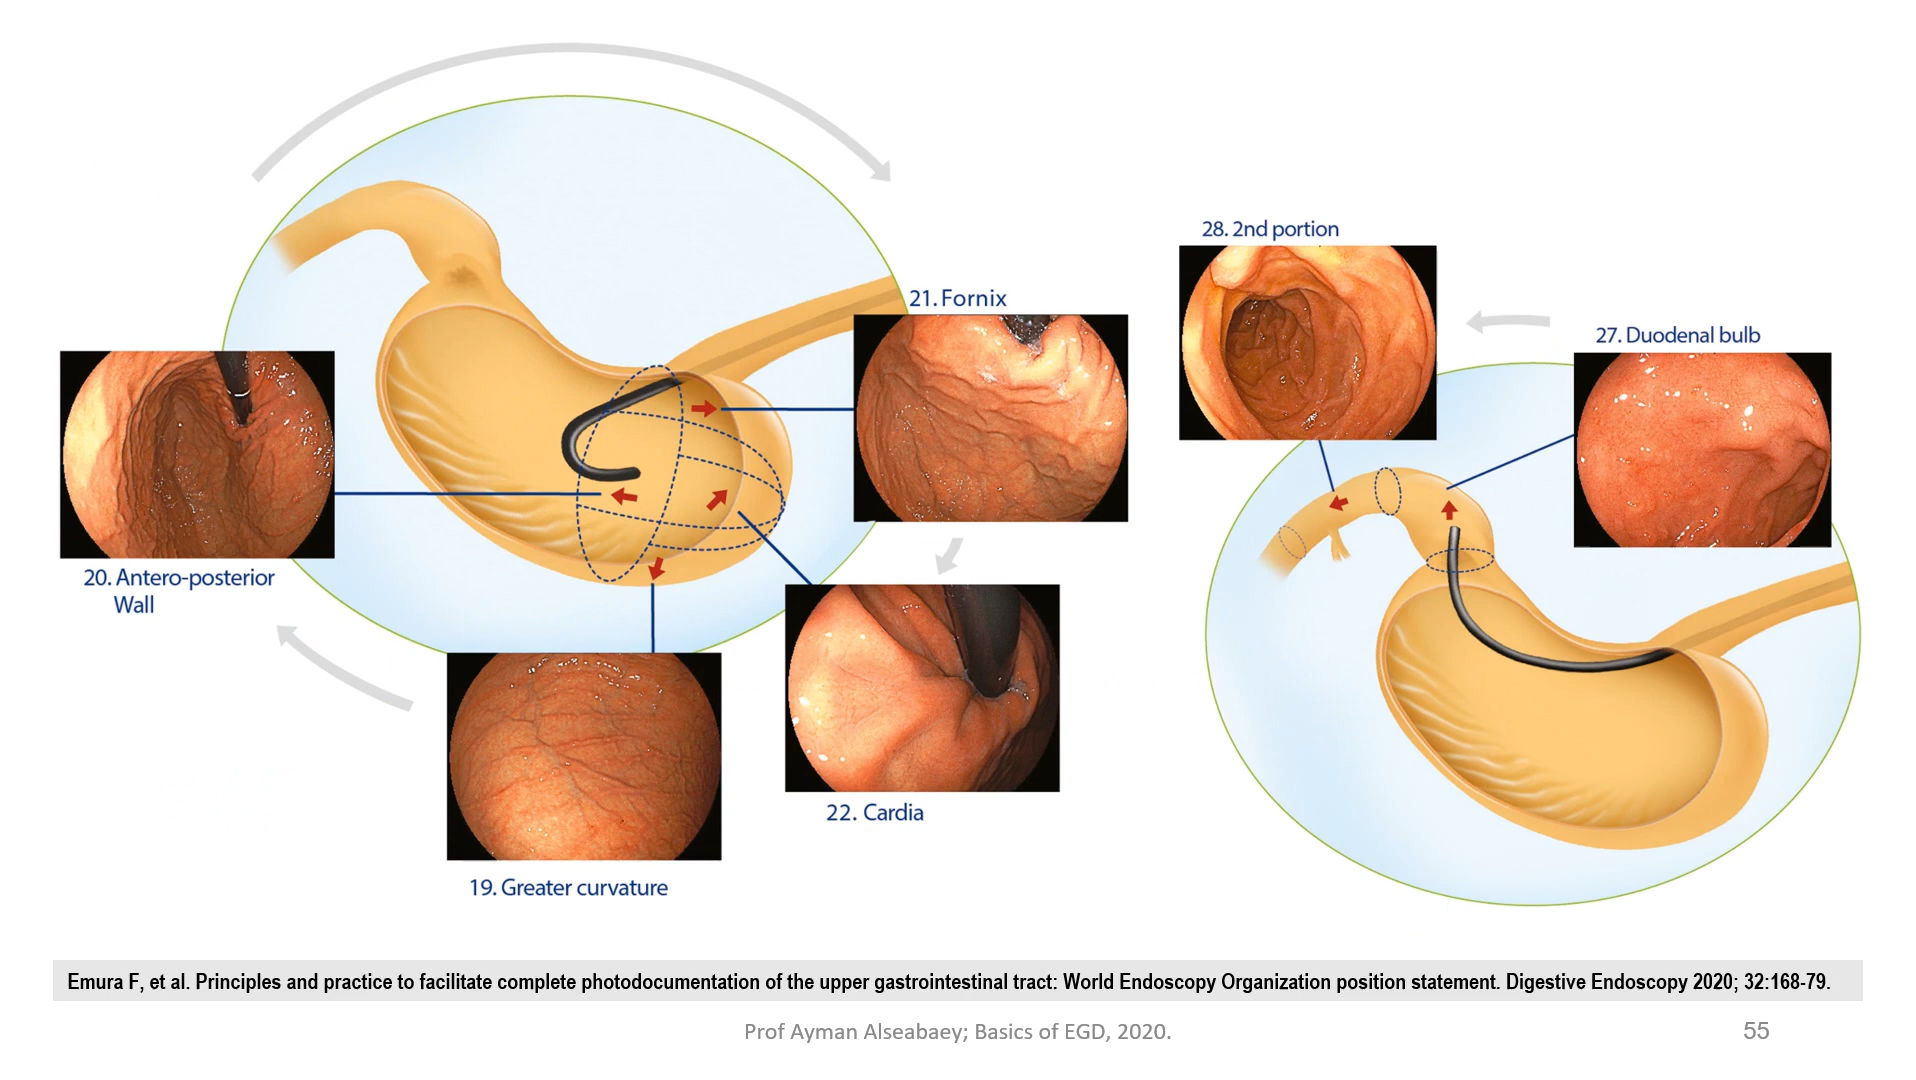 28. 2nd portion
21. Fornix
27. Duodenal bulb
20. Antero-posterior
Wall
22. Cardia
19. Greater curvature
Emura F, et al. Principles and practice to facilitate complete photodocumentation of the upper gastrointestinal tract: World Endoscopy Organization position statement. Digestive Endoscopy 2020; 32:168-79.
Prof Ayman Alseabaey; Basics of EGD, 2020.
55